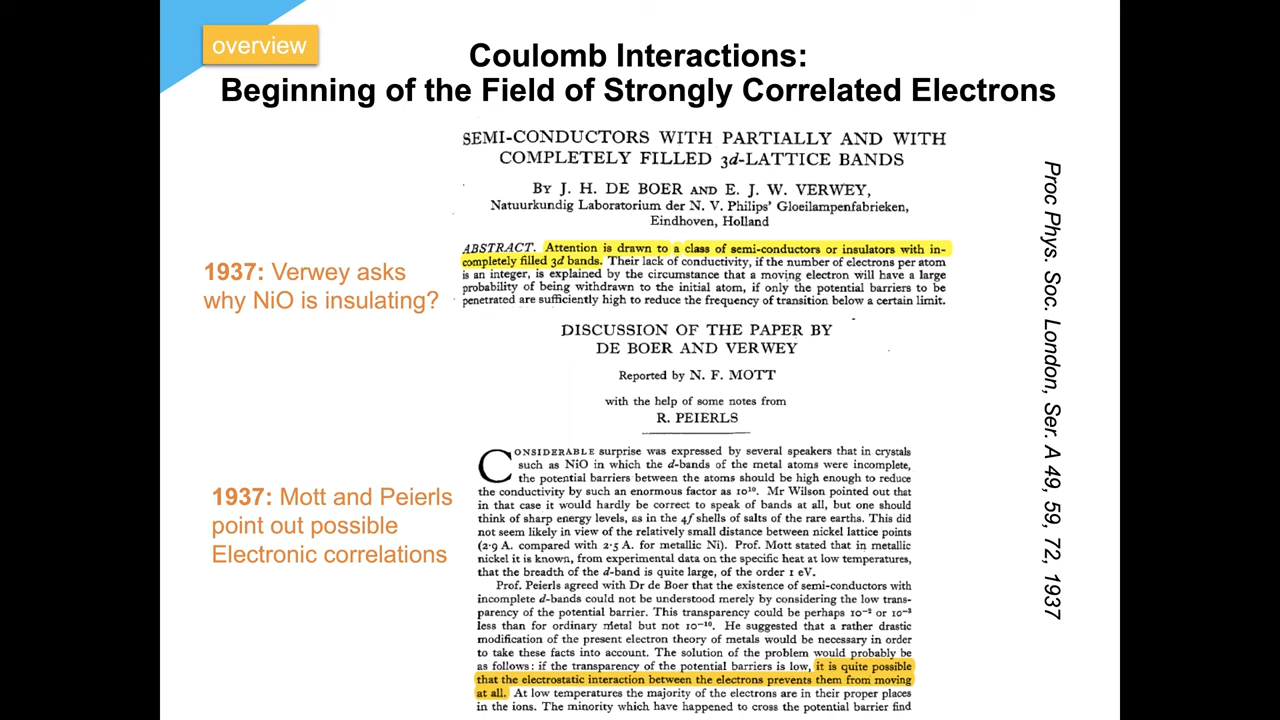 overview
Coulomb Interactions:
Beginning of the Field of Strongly Correlated Electrons
SEMI-CONDUCTORS WITH PARTIALLY AND WITH
COMPLETELY FILLED 3d-LATTICE BANDS
BY J. H. DE BOER AND E. J. W. VERWEY,
Natuurkundig Laboratorium der N. V. Philips' Gloeilampenfabrieken,
Eindhoven, Holland
ABSTRACT. Attention is drawn to a class of semi-conductors or insulators with in-
completely filled 3d bands. Their lack of conductivity, if the number of electrons per atom
is an integer, is explained by the circumstance that a moving electron will have a large
probability of being withdrawn to the initial atom, if only the potential barriers to be
penetrated are sufficiently high to reduce the frequency of transition below a certain limit.
1937: Verwey asks
why NiO is insulating?
DISCUSSION OF THE PAPER BY
DE BOER AND VERWEY
Reported by N. F. MOTT
with the help of some notes from
R. PEIERLS
CONSIDERABLE surprise was expressed by several speakers that in crystals
such as NiO in which the d-bands of the metal atoms were incomplete,
the potential barriers between the atoms should be high enough to reduce
the conductivity by such an enormous factor as 10¹⁰. Mr Wilson pointed out that
in that case it would hardly be correct to speak of bands at all, but one should
think of sharp energy levels, as in the 4f shells of salts of the rare earths. This did
not seem likely in view of the relatively small distance between nickel lattice points
(2·9 A. compared with 2·5 A. for metallic Ni). Prof. Mott stated that in metallic
nickel it is known, from experimental data on the specific heat at low temperatures,
that the breadth of the d-band is quite large, of the order 1 eV.
Prof. Peierls agreed with Dr de Boer that the existence of semi-conductors with
incomplete d-bands could not be understood merely by considering the low trans-
parency of the potential barrier. This transparency could be perhaps 10⁻² or 10⁻³
less than for ordinary metal but not 10⁻¹⁰. He suggested that a rather drastic
modification of the present electron theory of metals would be necessary in order
to take these facts into account. The solution of the problem would probably be
as follows: if the transparency of the potential barriers is low, it is quite possible
that the electrostatic interaction between the electrons prevents them from moving
at all. At low temperatures the majority of the electrons are in their proper places
in the ions. The minority which have happened to cross the potential barrier find
1937: Mott and Peierls
point out possible
Electronic correlations
Proc Phys. Soc. London, Ser. A 49, 59, 72, 1937